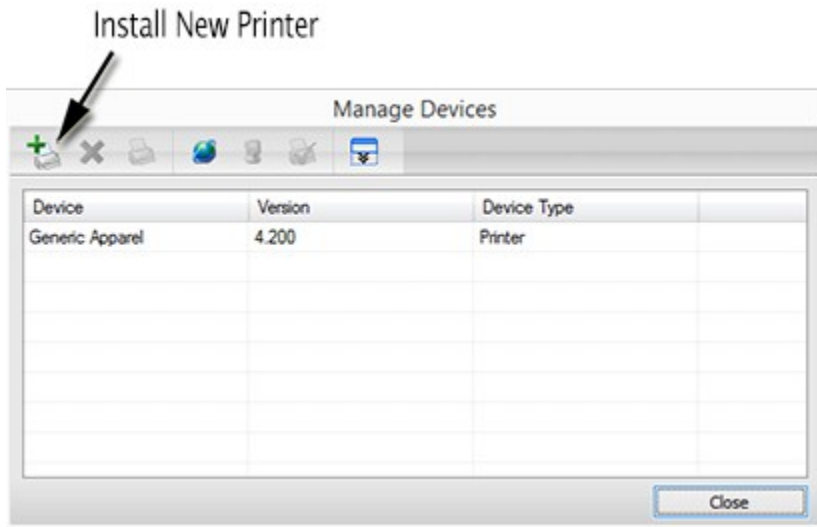 Install New Printer
Manage Devices
Device Version Device Type
Generic Apparel 4.200 Printer
Close